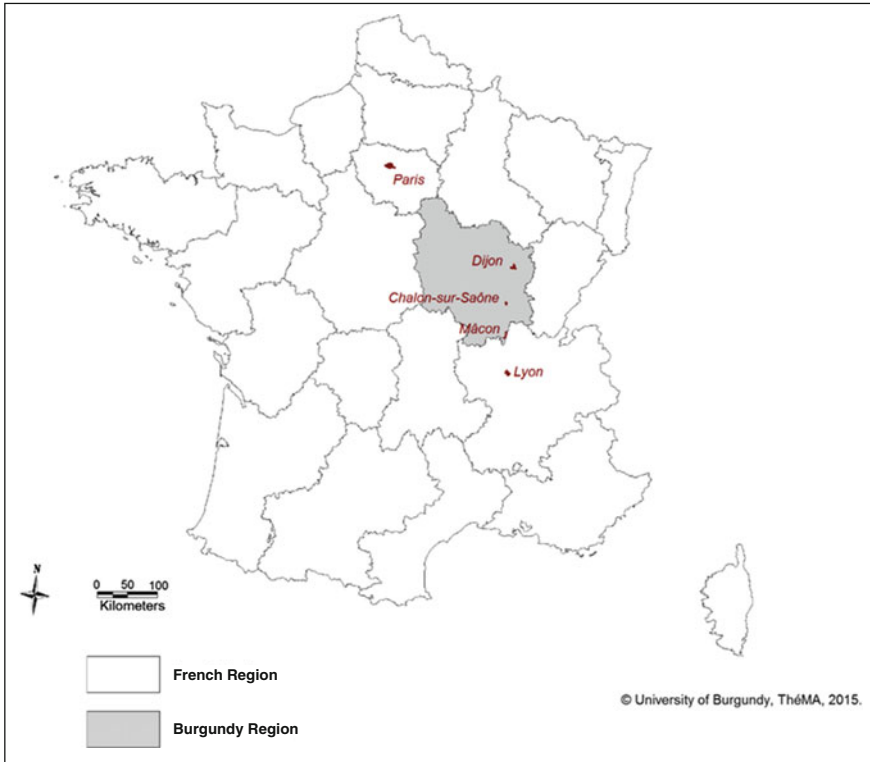 Paris
Dijon
Chalon-sur-Saône
Mâcon
Lyon
N
0 50 100
Kilometers
French Region
© University of Burgundy, ThéMA, 2015.
Burgundy Region